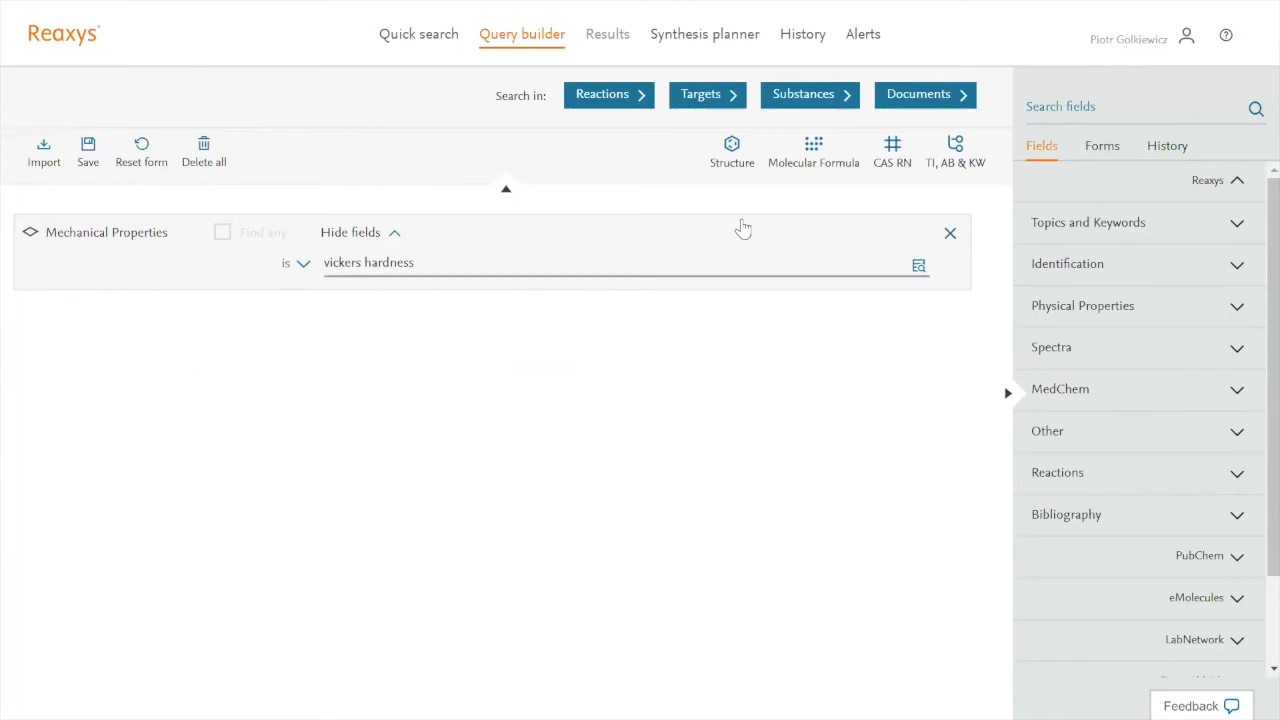 Reaxys®
Quick search Query builder Results Synthesis planner History Alerts
Piotr Golkiewicz
Search in: Reactions Targets Substances Documents
Import Save Reset form Delete all
Structure Molecular Formula CAS RN TI, AB & KW
Mechanical Properties Find any Hide fields
is vickers hardness
Search fields
Fields Forms History
Reaxys
Topics and Keywords
Identification
Physical Properties
Spectra
MedChem
Other
Reactions
Bibliography
PubChem
eMolecules
LabNetwork
Feedback